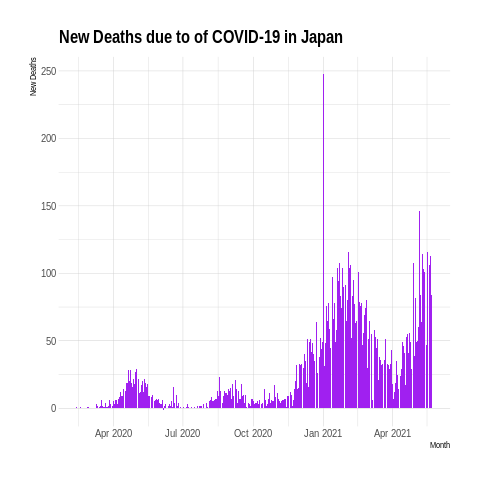 New Deaths due to of COVID-19 in Japan
New Deaths
250
200
150
100
50
0
Apr 2020
Jul 2020
Oct 2020
Jan 2021
Apr 2021
Month